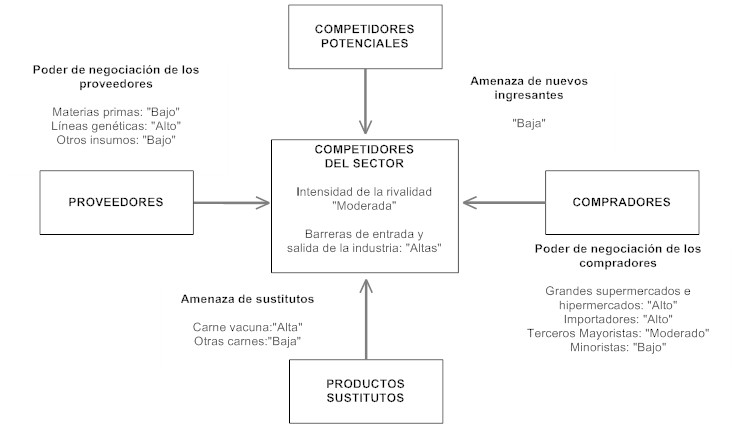 COMPETIDORES
POTENCIALES
Poder de negociación de los
proveedores
Materias primas: "Bajo"
Líneas genéticas: "Alto"
Otros insumos: "Bajo"
Amenaza de nuevos
ingresantes
"Baja"
COMPETIDORES
DEL SECTOR
Intensidad de la rivalidad
"Moderada"
Barreras de entrada y
salida de la industria: "Altas"
PROVEEDORES
COMPRADORES
Poder de negociación de los
compradores
Grandes supermercados e
hipermercados: "Alto"
Importadores: "Alto"
Terceros Mayoristas: "Moderado"
Minoristas: "Bajo"
Amenaza de sustitutos
Carne vacuna:"Alta"
Otras carnes:"Baja"
PRODUCTOS
SUSTITUTOS